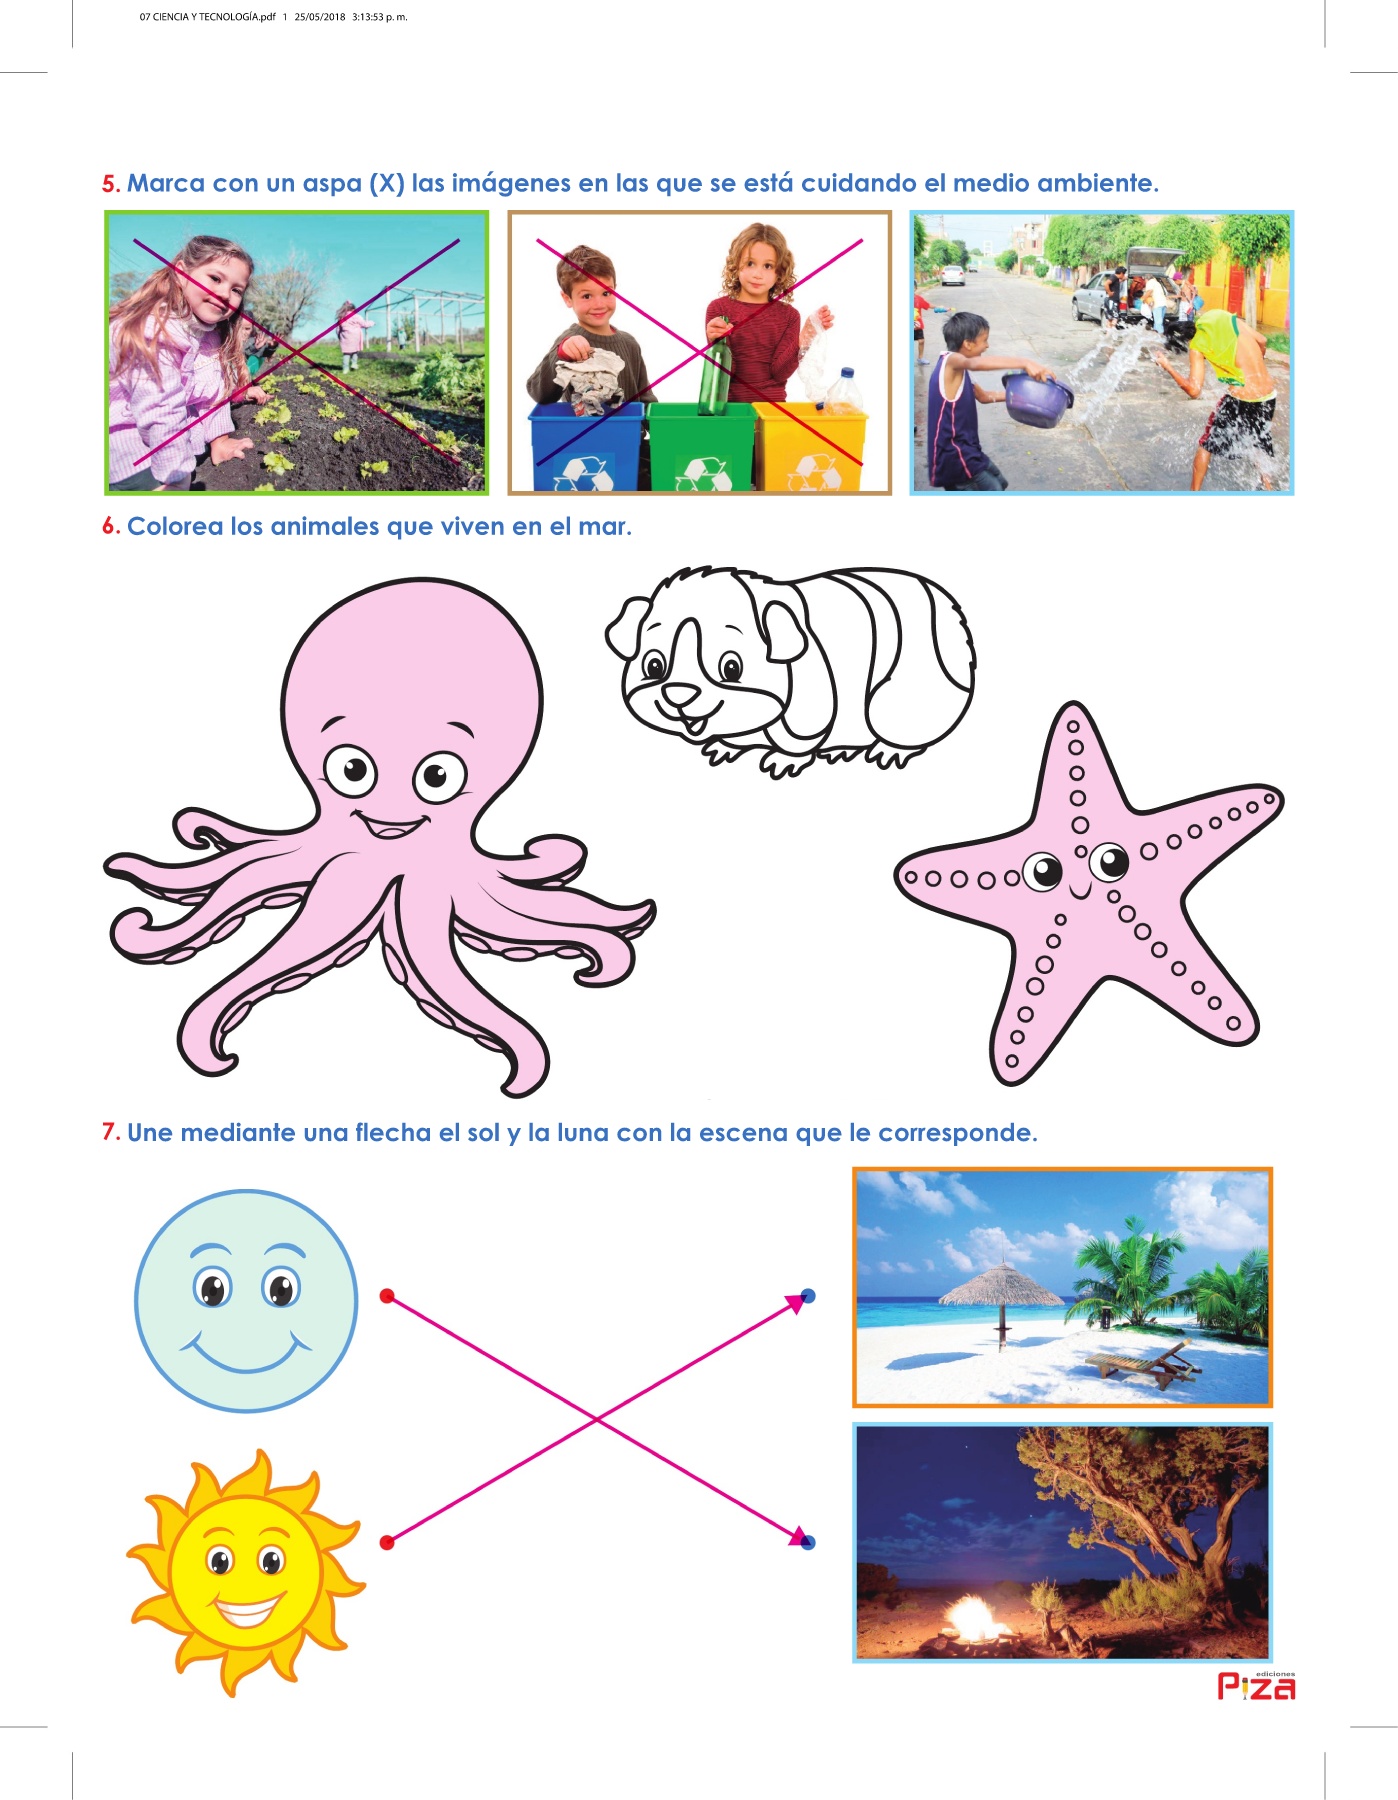 07 CIENCIA Y TECNOLOGÍA.pdf   1   25/05/2018   3:13:53 p. m.
5. Marca con un aspa (X) las imágenes en las que se está cuidando el medio ambiente.
6. Colorea los animales que viven en el mar.
7. Une mediante una flecha el sol y la luna con la escena que le corresponde.
ediciones
Piza